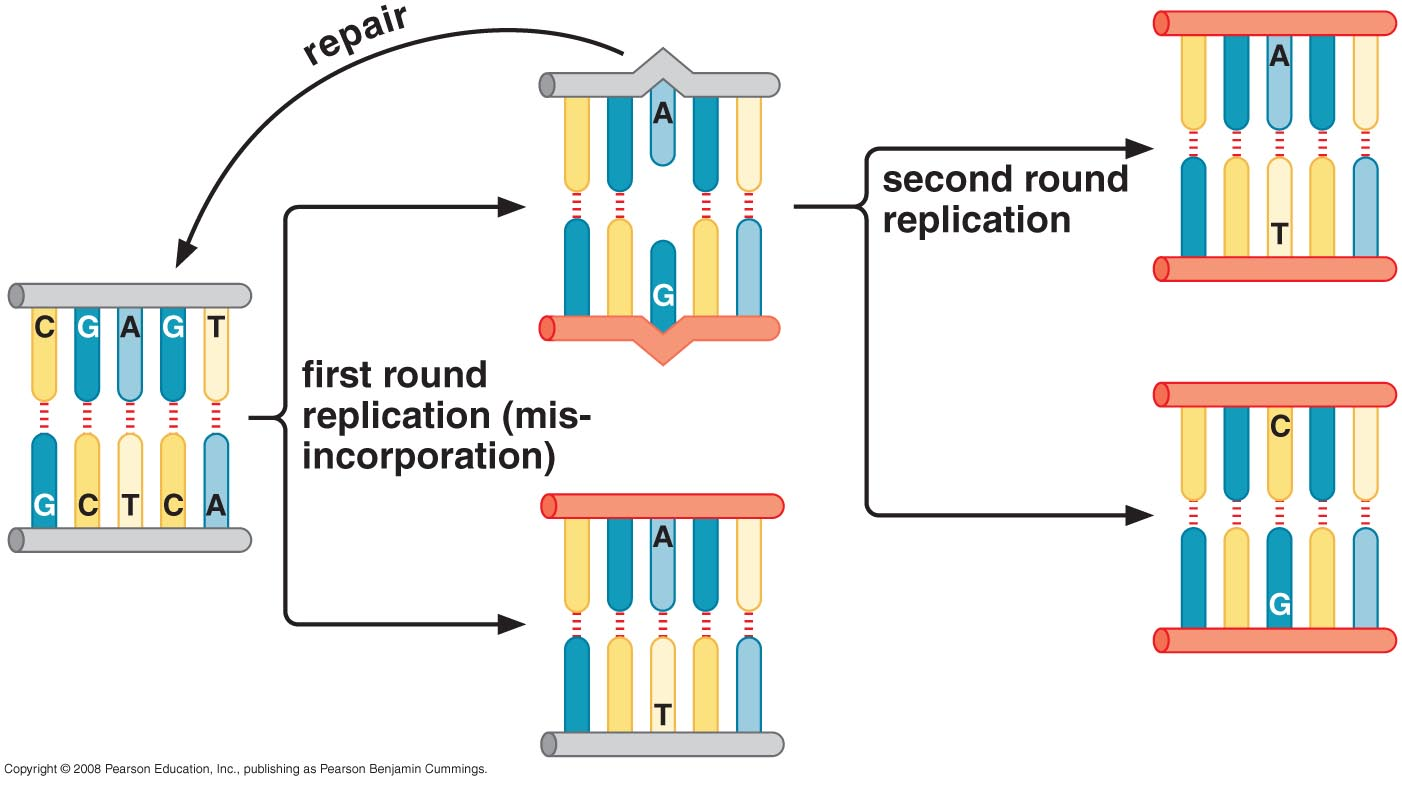 repair
C G A G T
G C T C A
first round
replication (mis-
incorporation)
A
G
A
T
second round
replication
A
T
C
G
Copyright © 2008 Pearson Education, Inc., publishing as Pearson Benjamin Cummings.